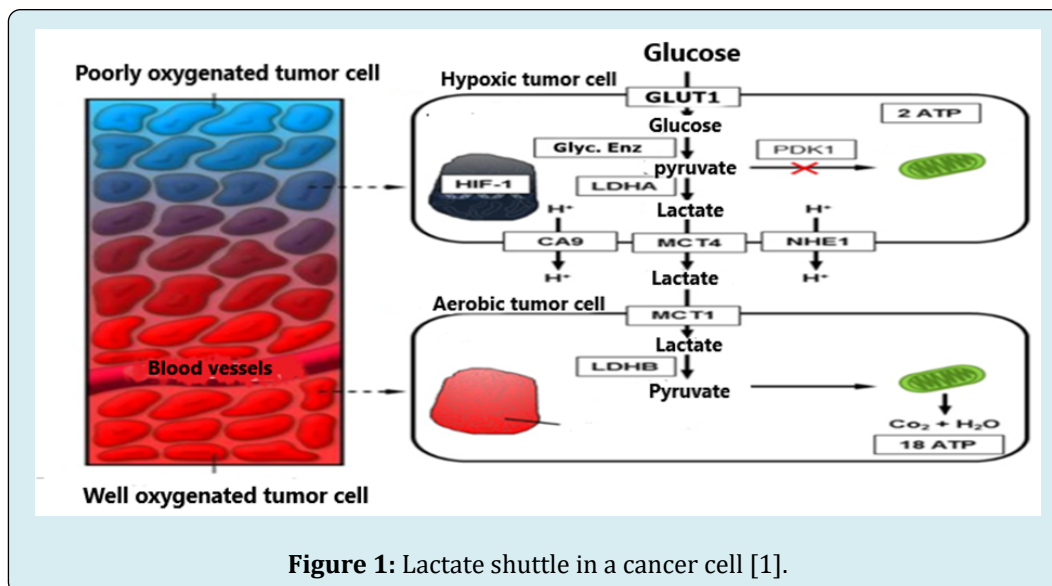 Glucose
Poorly oxygenated tumor cell
Hypoxic tumor cell
GLUT1
2 ATP
Glucose
Glyc. Enz
PDK1
pyruvate
HIF-1
LDHA
H⁺
Lactate
H⁺
CA9
MCT4
NHE1
H⁺
Lactate
H⁺
Aerobic tumor cell
MCT1
Lactate
Blood vessels
LDHB
Pyruvate
Co₂ + H₂O
18 ATP
Well oxygenated tumor cell
Figure 1: Lactate shuttle in a cancer cell [1].